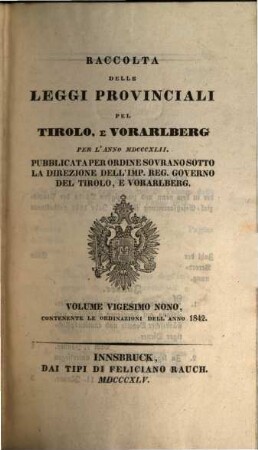 RACCOLTA
DELLE
LEGGI PROVINCIALI
PEL
TIROLO, E VORARLBERG
PER L'ANNO MDCCCXLII.
PUBBLICATA PER ORDINE SOVRANO SOTTO
LA DIREZIONE DELL'IMP. REG. GOVERNO
DEL TIROLO, E VORARLBERG.
VOLUME VIGESIMO NONO,
CONTENENTE LE ORDINAZIONI DELL'ANNO 1842.
INNSBRUCK,
DAI TIPI DI FELICIANO RAUCH.
MDCCCXLV.